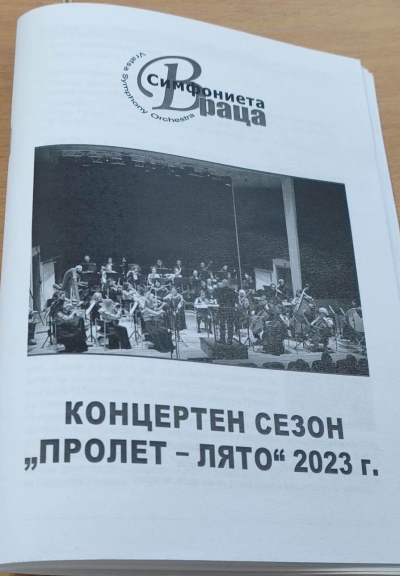 Симфониета
Враца
Vratsa Symphony Orchestra
КОНЦЕРТЕН СЕЗОН
„ПРОЛЕТ – ЛЯТО“ 2023 г.